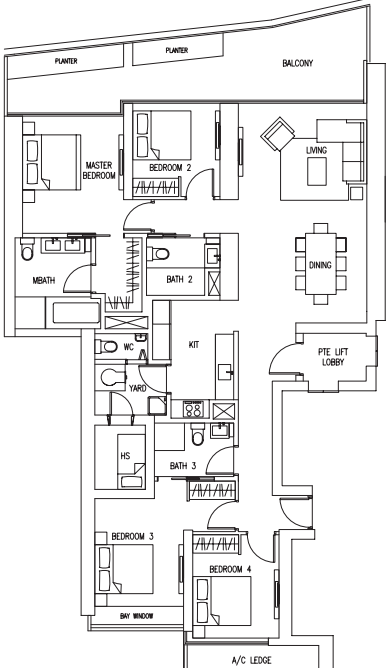 PLANTER
PLANTER
BALCONY
LIVING
MASTER
BEDROOM
BEDROOM 2
DINING
MBATH
BATH 2
WC
KIT
PTE LIFT
LOBBY
YARD
HS
BATH 3
BEDROOM 3
BEDROOM 4
BAY WINDOW
A/C LEDGE